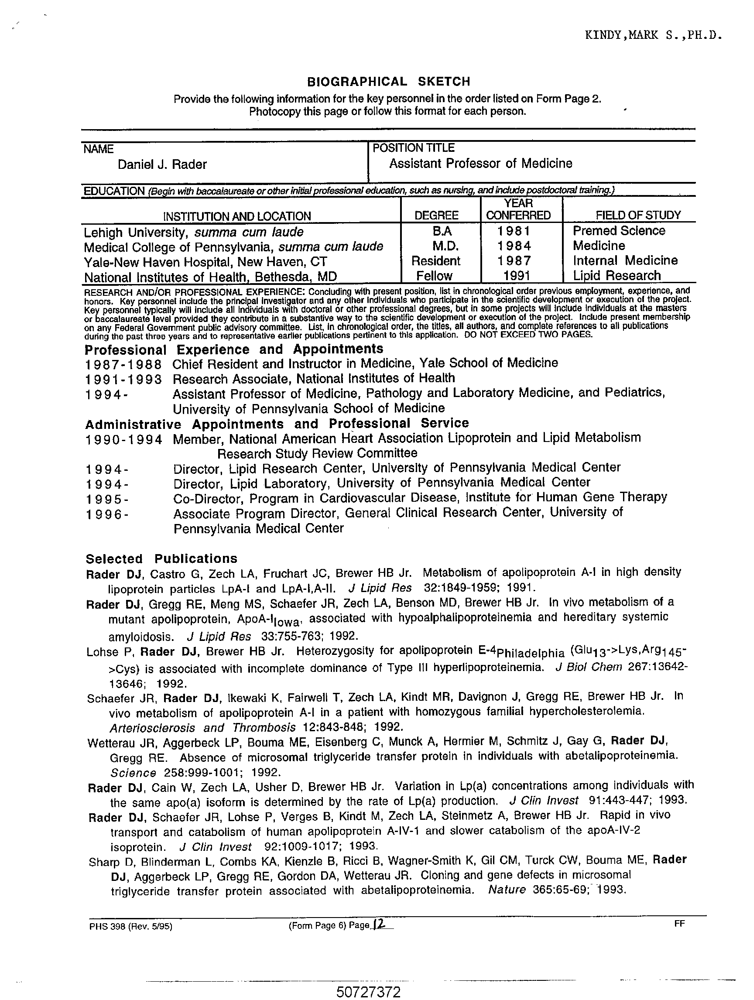 KINDY,MARK S.,PH.D.
BIOGRAPHICAL SKETCH
Provide the following information for the key personnel in the order listed on Form Page 2.
Photocopy this page or follow this format for each person.
NAME
POSITION TITLE
Daniel J. Rader
Assistant Professor of Medicine
EDUCATION (Begin with baccalaureate or other initial professional education, such as nursing, and include postdoctoral training.)
INSTITUTION AND LOCATION DEGREE YEAR CONFERRED FIELD OF STUDY
Lehigh University, summa cum laude B.A 1981 Premed Science
Medical College of Pennsylvania, summa cum laude M.D. 1984 Medicine
Yale-New Haven Hospital, New Haven, CT Resident 1987 Internal Medicine
National Institutes of Health, Bethesda, MD Fellow 1991 Lipid Research
RESEARCH AND/OR PROFESSIONAL EXPERIENCE: Concluding with present position, list in chronological order previous employment, experience, and
honors. Key personnel include the principal investigator and any other individuals who participate in the scientific development or execution of the project.
Key personnel typically will include all individuals with doctoral or other professional degrees, but in some projects will include individuals at the masters
or baccalaureate level provided they contribute in a substantive way to the scientific development or execution of the project. Include present membership
on any Federal Government public advisory committee. List, in chronological order, the titles, all authors, and complete references to all publications
during the past three years and to representative earlier publications pertinent to this application. DO NOT EXCEED TWO PAGES.
Professional Experience and Appointments
1987-1988 Chief Resident and Instructor in Medicine, Yale School of Medicine
1991-1993 Research Associate, National Institutes of Health
1994- Assistant Professor of Medicine, Pathology and Laboratory Medicine, and Pediatrics,
University of Pennsylvania School of Medicine
Administrative Appointments and Professional Service
1990-1994 Member, National American Heart Association Lipoprotein and Lipid Metabolism
Research Study Review Committee
1994- Director, Lipid Research Center, University of Pennsylvania Medical Center
1994- Director, Lipid Laboratory, University of Pennsylvania Medical Center
1995- Co-Director, Program in Cardiovascular Disease, Institute for Human Gene Therapy
1996- Associate Program Director, General Clinical Research Center, University of
Pennsylvania Medical Center
Selected Publications
Rader DJ, Castro G, Zech LA, Fruchart JC, Brewer HB Jr. Metabolism of apolipoprotein A-I in high density
lipoprotein particles LpA-I and LpA-I,A-II. J Lipid Res 32:1849-1959; 1991.
Rader DJ, Gregg RE, Meng MS, Schaefer JR, Zech LA, Benson MD, Brewer HB Jr. In vivo metabolism of a
mutant apolipoprotein, ApoA-IIowa, associated with hypoalphalipoproteinemia and hereditary systemic
amyloidosis. J Lipid Res 33:755-763; 1992.
Lohse P, Rader DJ, Brewer HB Jr. Heterozygosity for apolipoprotein E-4Philadelphia (Glu13->Lys,Arg145-
>Cys) is associated with incomplete dominance of Type III hyperlipoproteinemia. J Biol Chem 267:13642-
13646; 1992.
Schaefer JR, Rader DJ, Ikewaki K, Fairwell T, Zech LA, Kindt MR, Davignon J, Gregg RE, Brewer HB Jr. In
vivo metabolism of apolipoprotein A-I in a patient with homozygous familial hypercholesterolemia.
Arteriosclerosis and Thrombosis 12:843-848; 1992.
Wetterau JR, Aggerbeck LP, Bouma ME, Eisenberg C, Munck A, Hermier M, Schmitz J, Gay G, Rader DJ,
Gregg RE. Absence of microsomal triglyceride transfer protein in individuals with abetalipoproteinemia.
Science 258:999-1001; 1992.
Rader DJ, Cain W, Zech LA, Usher D, Brewer HB Jr. Variation in Lp(a) concentrations among individuals with
the same apo(a) isoform is determined by the rate of Lp(a) production. J Clin Invest 91:443-447; 1993.
Rader DJ, Schaefer JR, Lohse P, Verges B, Kindt M, Zech LA, Steinmetz A, Brewer HB Jr. Rapid in vivo
transport and catabolism of human apolipoprotein A-IV-1 and slower catabolism of the apoA-IV-2
isoprotein. J Clin Invest 92:1009-1017; 1993.
Sharp D, Blinderman L, Combs KA, Kienzle B, Ricci B, Wagner-Smith K, Gil CM, Turck CW, Bouma ME, Rader
DJ, Aggerbeck LP, Gregg RE, Gordon DA, Wetterau JR. Cloning and gene defects in microsomal
triglyceride transfer protein associated with abetalipoproteinemia. Nature 365:65-69; 1993.
PHS 398 (Rev. 5/95) (Form Page 6) Page 12 FF
50727372